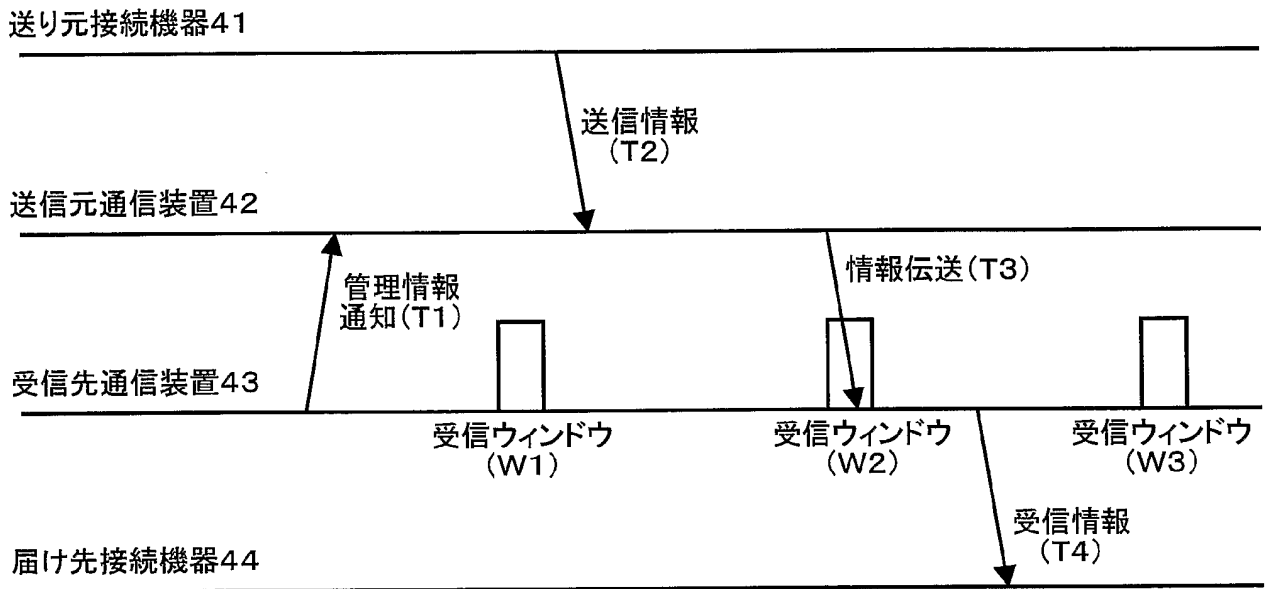 送り元接続機器41
送信情報
(T2)
送信元通信装置42
情報伝送(T3)
管理情報
通知(T1)
受信先通信装置43
受信ウィンドウ
(W1)
受信ウィンドウ
(W2)
受信ウィンドウ
(W3)
受信情報
(T4)
届け先接続機器44